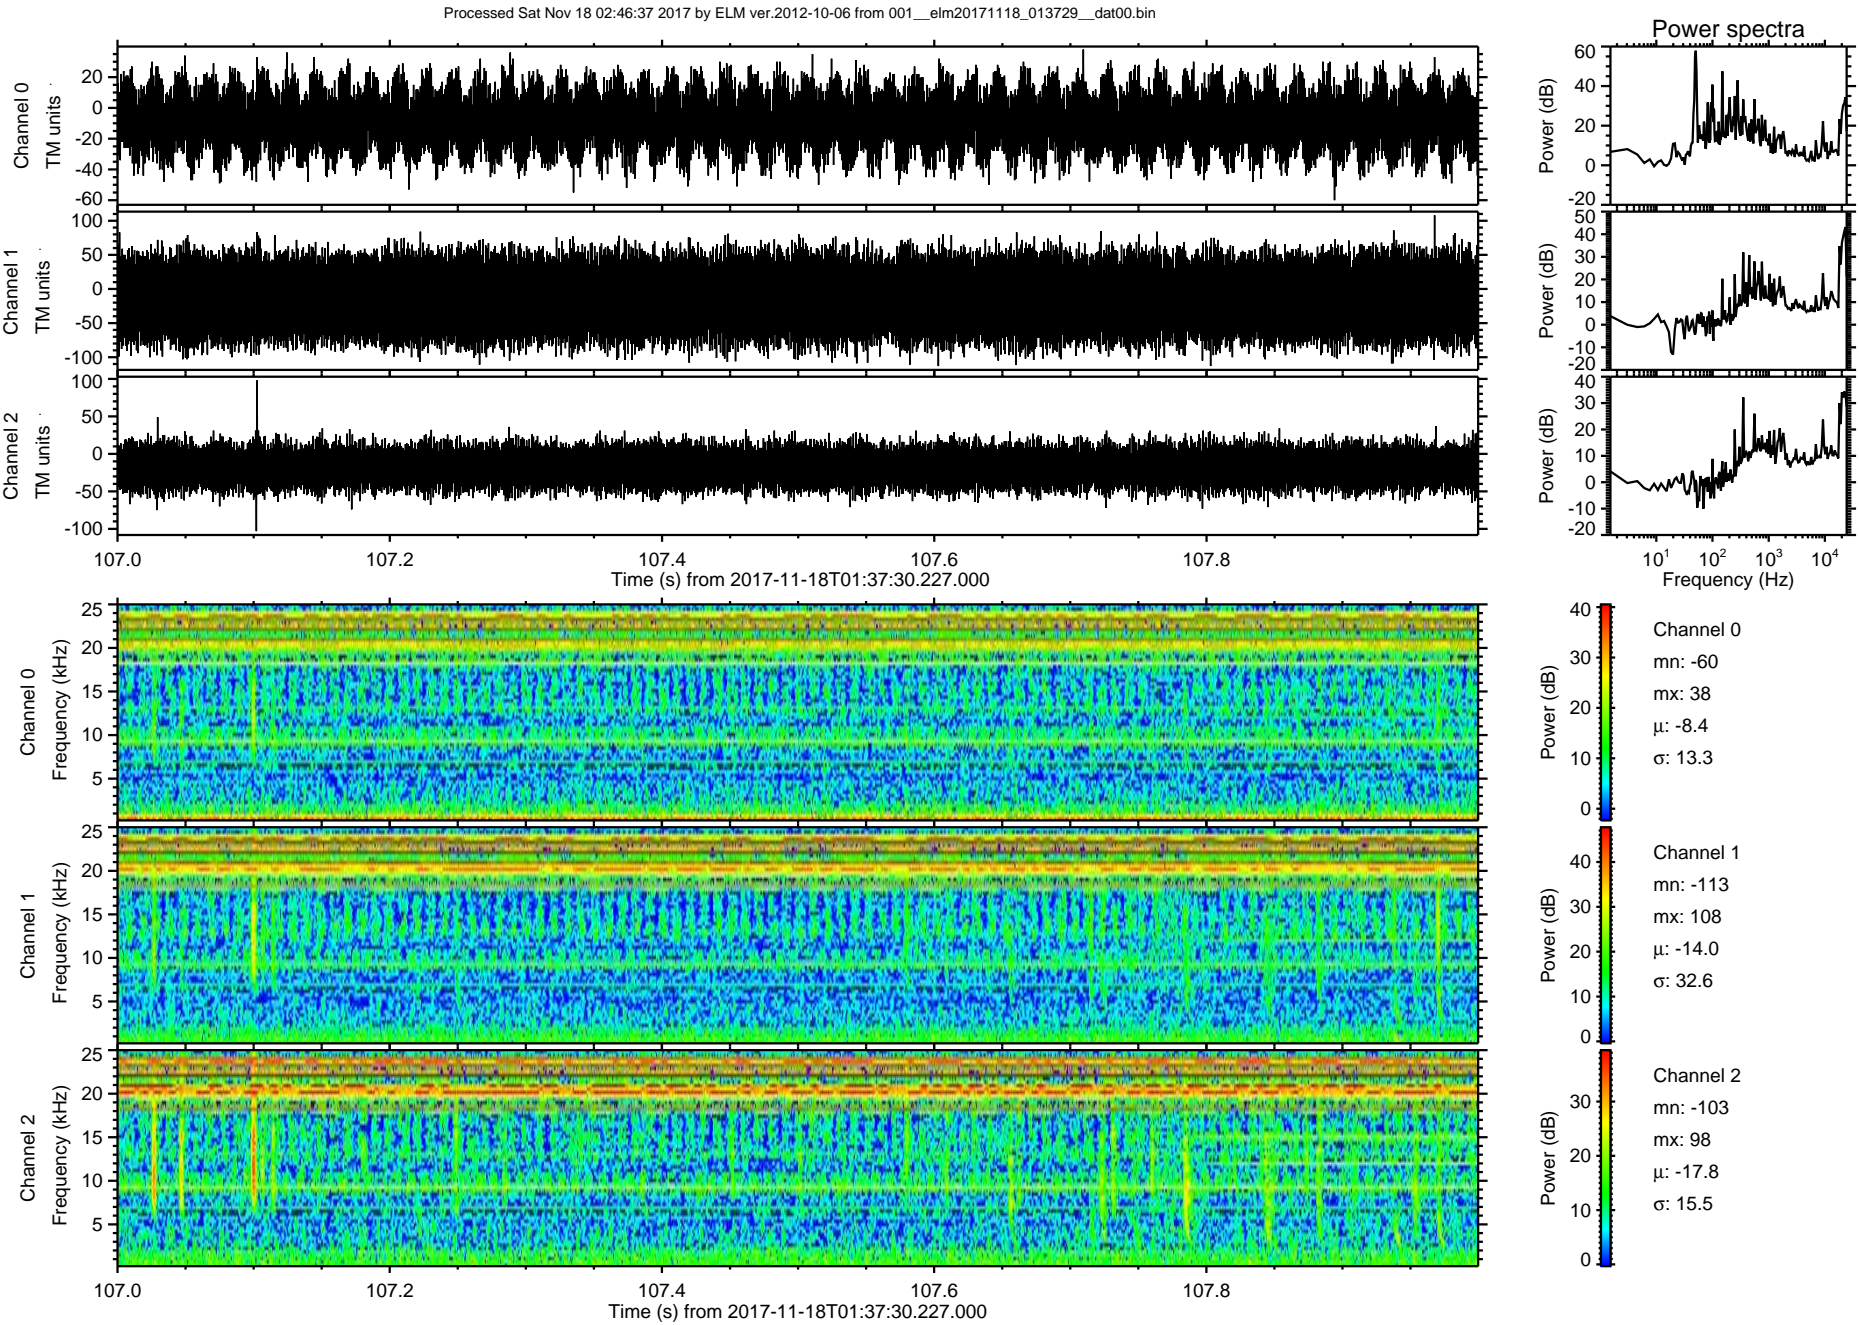 Processed Sat Nov 18 02:46:37 2017 by ELM ver.2012-10-06 from 001__elm20171118_013729__dat00.bin
Power spectra
Channel 0
TM units
20
0
-20
-40
-60
Power (dB)
60
40
20
0
-20
Channel 1
TM units
100
50
0
-50
-100
Power (dB)
50
40
30
20
10
0
-10
-20
Channel 2
TM units
100
50
0
-50
-100
Power (dB)
40
30
20
10
0
-10
-20
107.0 107.2 107.4 107.6 107.8
Time (s) from 2017-11-18T01:37:30.227.000
10¹ 10² 10³ 10⁴
Frequency (Hz)
Channel 0
Frequency (kHz)
25
20
15
10
5
Power (dB)
40
30
20
10
0
Channel 0
mn: -60
mx: 38
μ: -8.4
σ: 13.3
Channel 1
Frequency (kHz)
25
20
15
10
5
Power (dB)
40
30
20
10
0
Channel 1
mn: -113
mx: 108
μ: -14.0
σ: 32.6
Channel 2
Frequency (kHz)
25
20
15
10
5
Power (dB)
30
20
10
0
Channel 2
mn: -103
mx: 98
μ: -17.8
σ: 15.5
107.0 107.2 107.4 107.6 107.8
Time (s) from 2017-11-18T01:37:30.227.000